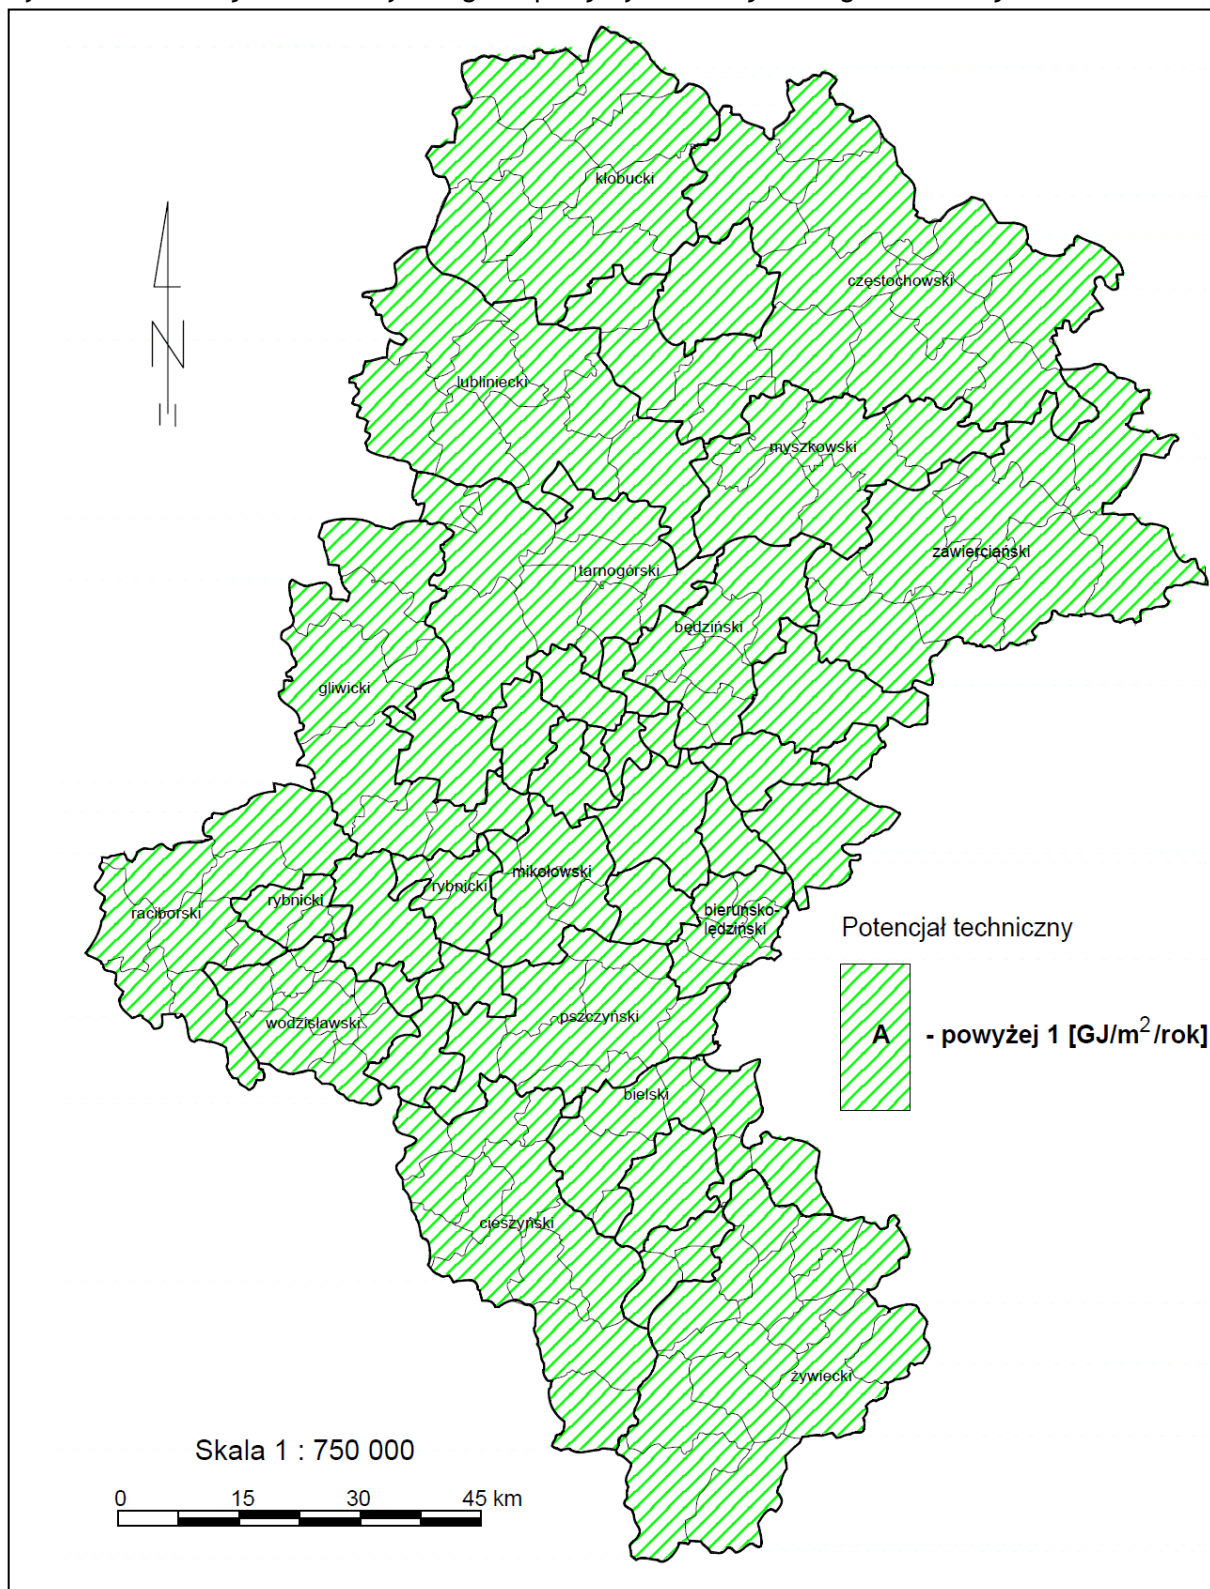 kłobucki
częstochowski
lubliniecki
myszkowski
zawierciański
tarnogórski
będziński
gliwicki
mikołowski
rybnicki
rybnicki
raciborski
bieruńsko-
lędziński
Potencjał techniczny
A - powyżej 1 [GJ/m²/rok]
pszczyński
wodzisławski
bielski
cieszyński
żywiecki
Skala 1 : 750 000
0 15 30 45 km
N